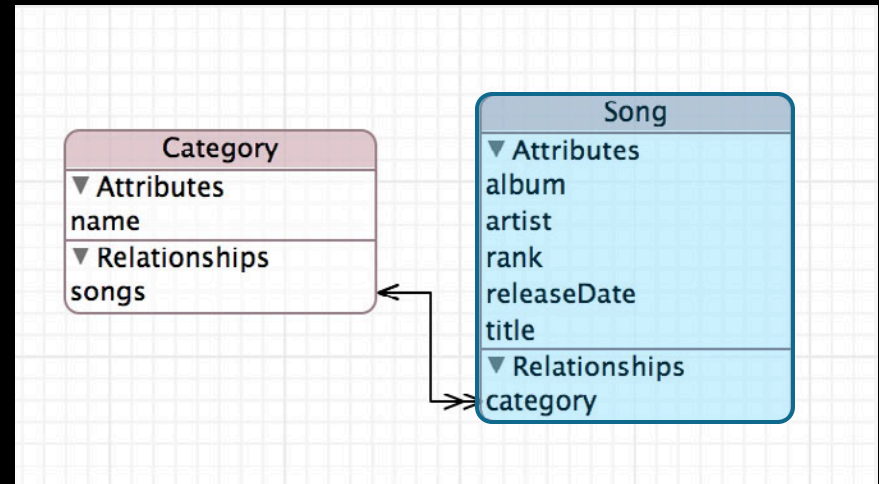 Category
Attributes
name
Relationships
songs
Song
Attributes
album
artist
rank
releaseDate
title
Relationships
category